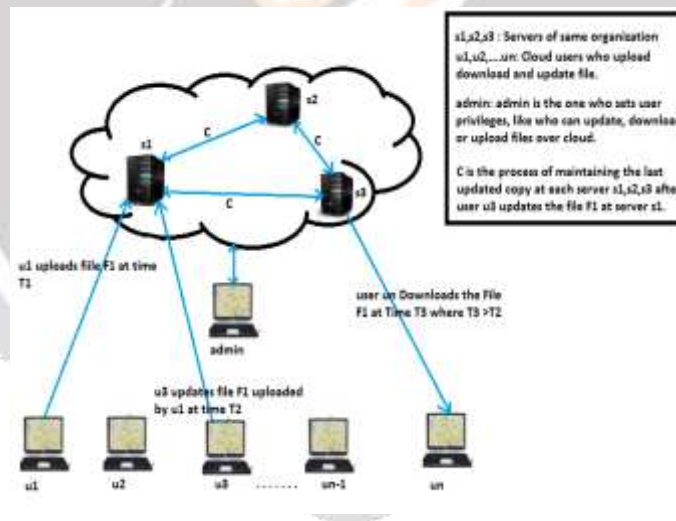 s1,s2,s3 : Servers of same organization
u1,u2,....un: Cloud users who upload
download and update file.
admin: admin is the one who sets user
privileges, like who can update, download
or upload files over cloud.
C is the process of maintaining the last
updated copy at each server s1,s2,s3 after
user u3 updates the file F1 at server s1.
s2
s1
C
C
s3
C
u1 uploads fiile F1 at time
T1
user un Downloads the File
F1 at Time T3 where T3 >T2
admin
u3 updates file F1 uploaded
by u1 at time T2
u1
u2
u3
.......
un-1
un